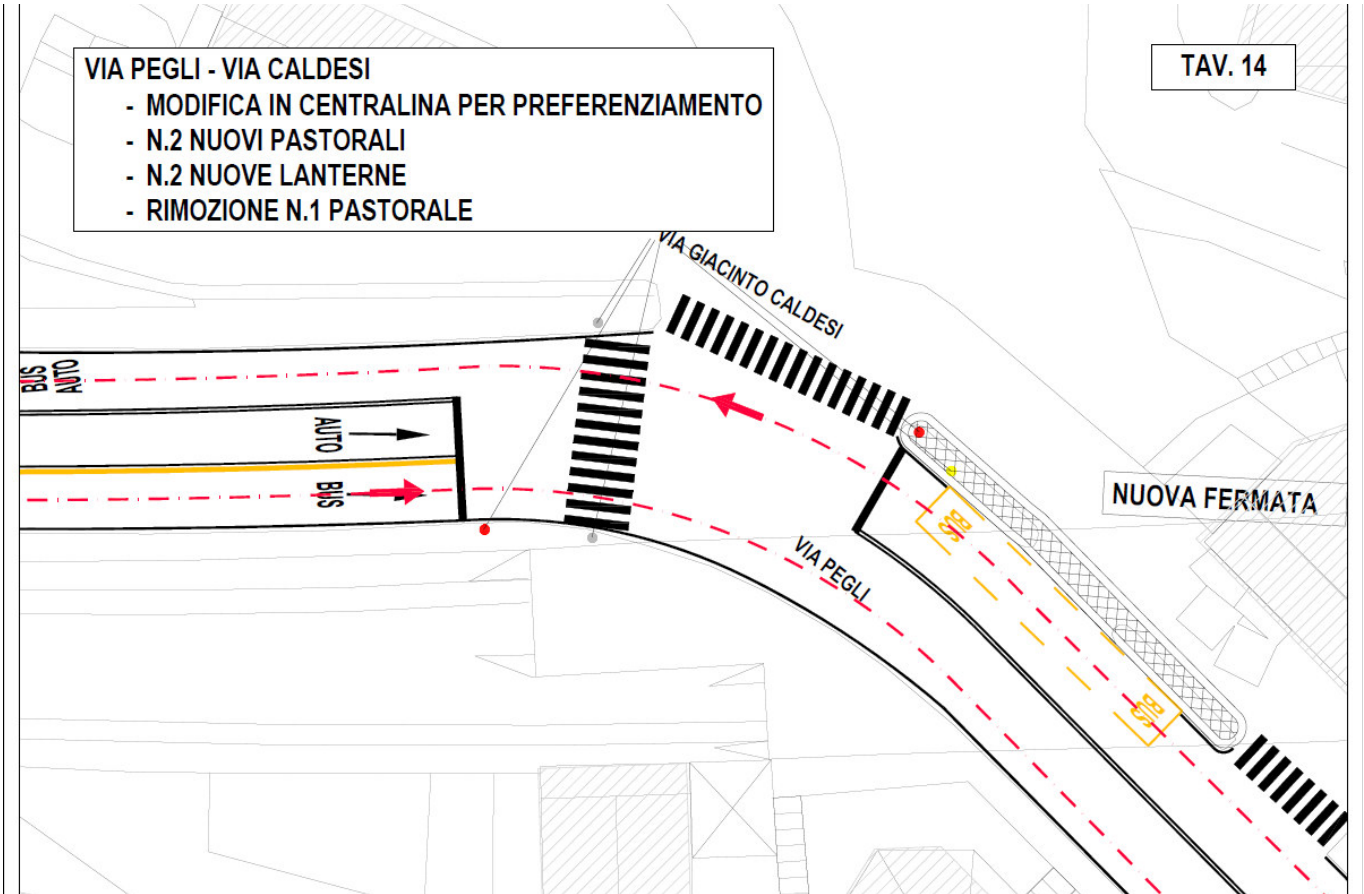 VIA PEGLI - VIA CALDESI
- MODIFICA IN CENTRALINA PER PREFERENZIAMENTO
- N.2 NUOVI PASTORALI
- N.2 NUOVE LANTERNE
- RIMOZIONE N.1 PASTORALE
TAV. 14
VIA GIACINTO CALDESI
BUS
AUTO
AUTO
BUS
NUOVA FERMATA
BUS
VIA PEGLI
BUS